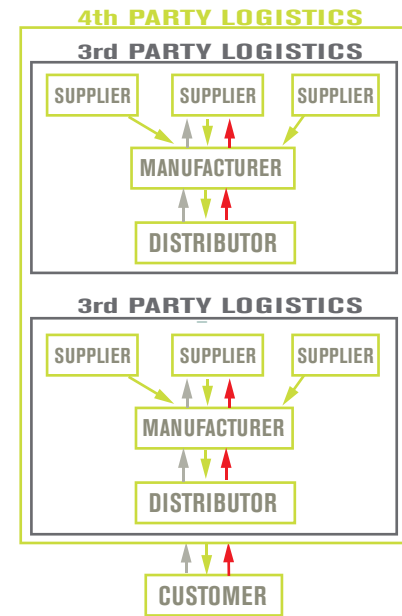 4th PARTY LOGISTICS
3rd PARTY LOGISTICS
SUPPLIER SUPPLIER SUPPLIER
MANUFACTURER
DISTRIBUTOR
3rd PARTY LOGISTICS
SUPPLIER SUPPLIER SUPPLIER
MANUFACTURER
DISTRIBUTOR
CUSTOMER